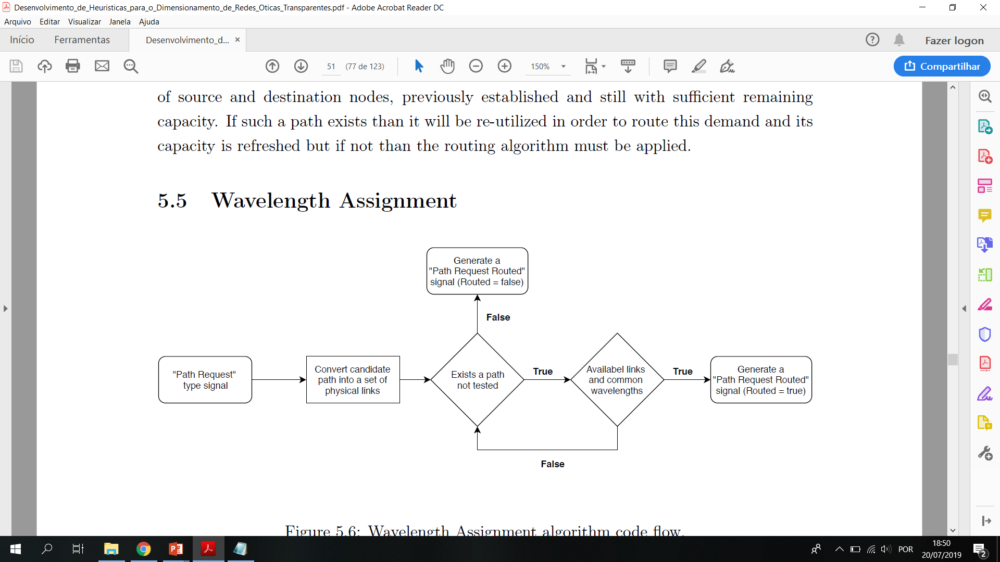 Desenvolvimento_de_Heuristicas_para_o_Dimensionamento_de_Redes_Oticas_Transparentes.pdf - Adobe Acrobat Reader DC
Arquivo Editar Visualizar Janela Ajuda
Início Ferramentas Desenvolvimento_d... × Fazer logon
51 (77 de 123) 150% Compartilhar
of source and destination nodes, previously established and still with sufficient remaining
capacity. If such a path exists than it will be re-utilized in order to route this demand and its
capacity is refreshed but if not than the routing algorithm must be applied.
5.5 Wavelength Assignment
Generate a
"Path Request Routed"
signal (Routed = false)
False
"Path Request"
type signal
Convert candidate
path into a set of
physical links
Exists a path
not tested
True
Availabel links
and common
wavelengths
True
Generate a
"Path Request Routed"
signal (Routed = true)
False
Figure 5.6: Wavelength Assignment algorithm code flow.
POR
18:50
20/07/2019
2